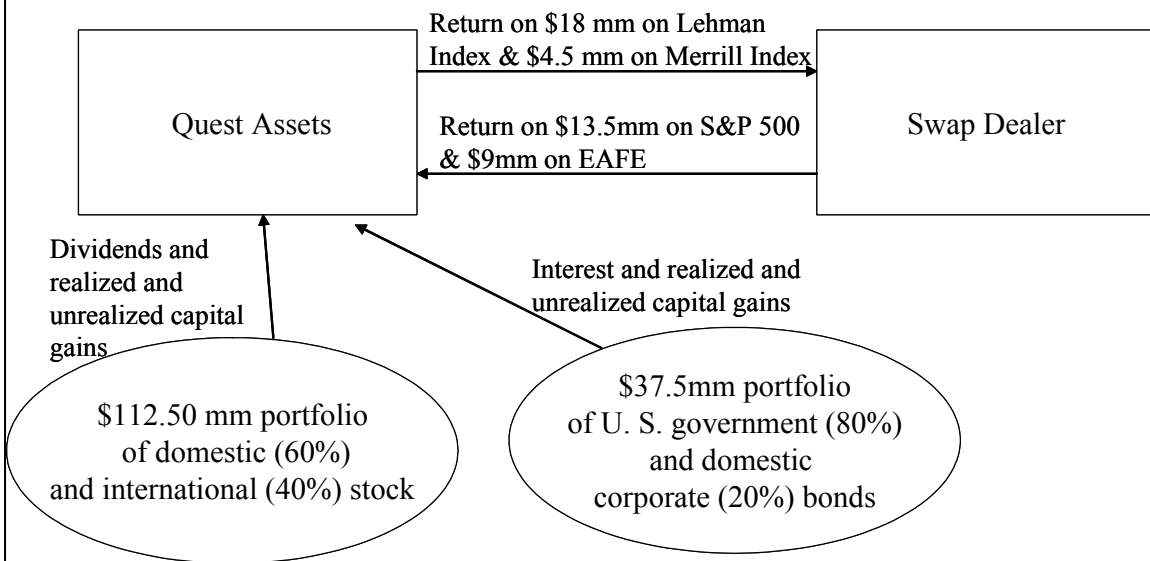 Return on $18 mm on Lehman
Index & $4.5 mm on Merrill Index
Quest Assets
Swap Dealer
Return on $13.5mm on S&P 500
& $9mm on EAFE
Dividends and
realized and
unrealized capital
gains
Interest and realized and
unrealized capital gains
$112.50 mm portfolio
of domestic (60%)
and international (40%) stock
$37.5mm portfolio
of U. S. government (80%)
and domestic
corporate (20%) bonds